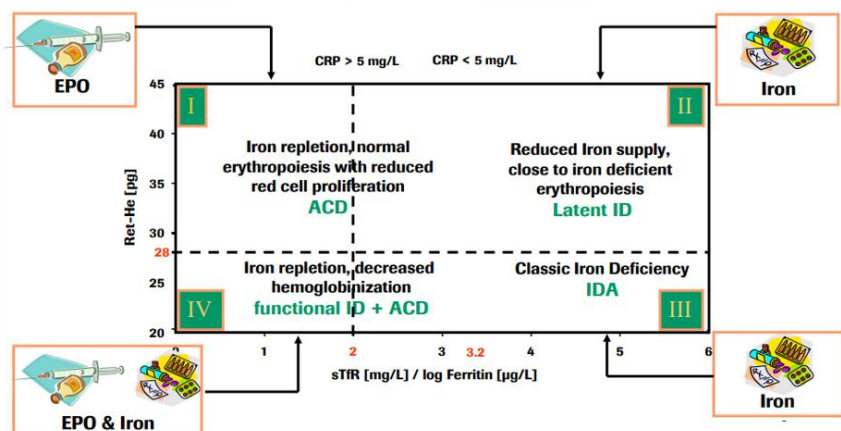 EPO
CRP > 5 mg/L
CRP < 5 mg/L
Iron
45
40
35
30
28
25
20
Ret-He [pg]
I
II
Iron repletion, normal
erythropoiesis with reduced
red cell proliferation
ACD
Reduced Iron supply,
close to iron deficient
erythropoiesis
Latent ID
Iron repletion, decreased
hemoglobinization
functional ID + ACD
Classic Iron Deficiency
IDA
IV
III
1
2
3
3.2
4
5
6
sTfR [mg/L] / log Ferritin [µg/L]
EPO & Iron
Iron